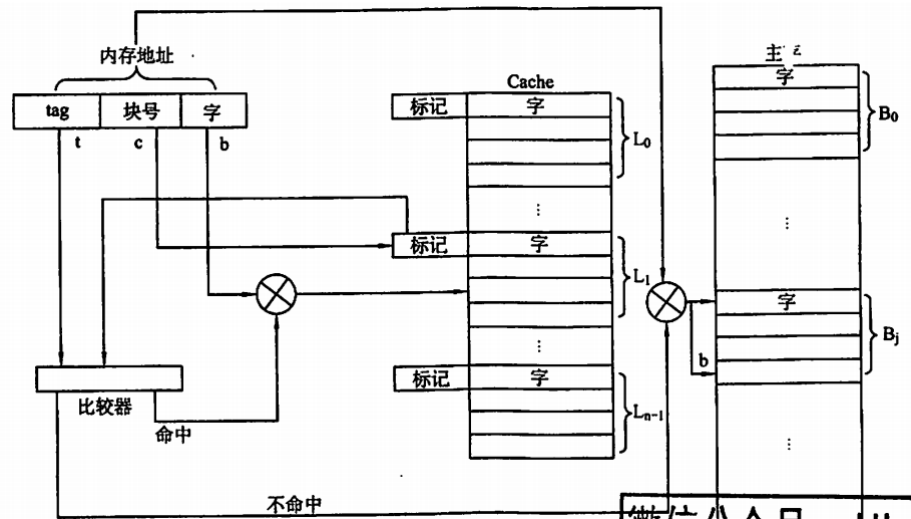 内存地址
tag 块号 字
t c b
Cache
标记 字
L0
⋮
标记 字
L1
⋮
标记 字
Ln-1
比较器
命中
不命中
主
字
B0
⋮
字
Bj
b
⋮